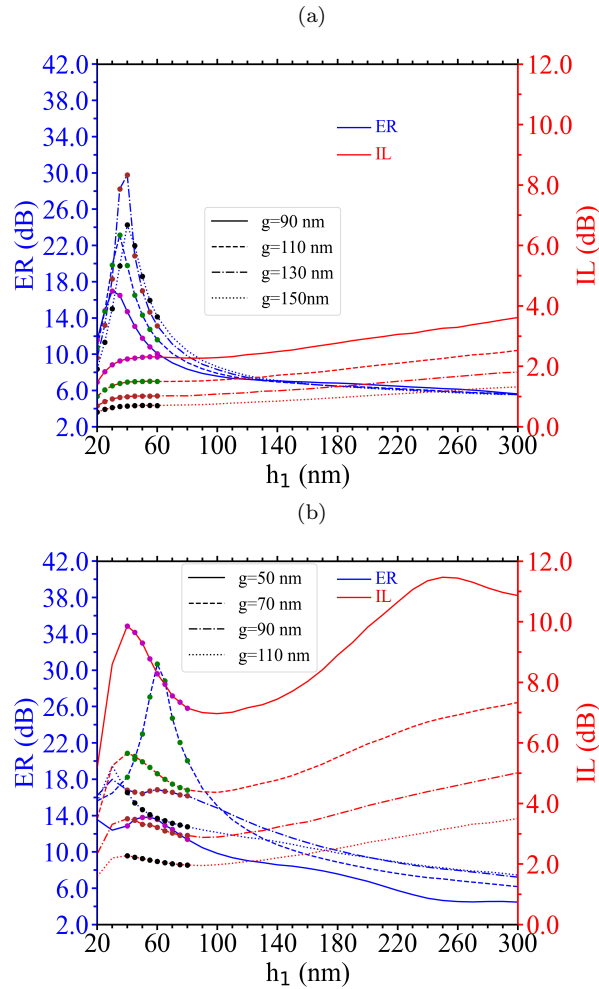 (a)
42.0
38.0
34.0
30.0
26.0
22.0
18.0
14.0
10.0
6.0
2.0
ER (dB)
12.0
10.0
8.0
6.0
4.0
2.0
0.0
IL (dB)
ER
IL
g=90 nm
g=110 nm
g=130 nm
g=150nm
20 60 100 140 180 220 260 300
h₁ (nm)
(b)
42.0
38.0
34.0
30.0
26.0
22.0
18.0
14.0
10.0
6.0
2.0
ER (dB)
12.0
10.0
8.0
6.0
4.0
2.0
0.0
IL (dB)
g=50 nm
g=70 nm
g=90 nm
g=110 nm
ER
IL
20 60 100 140 180 220 260 300
h₁ (nm)